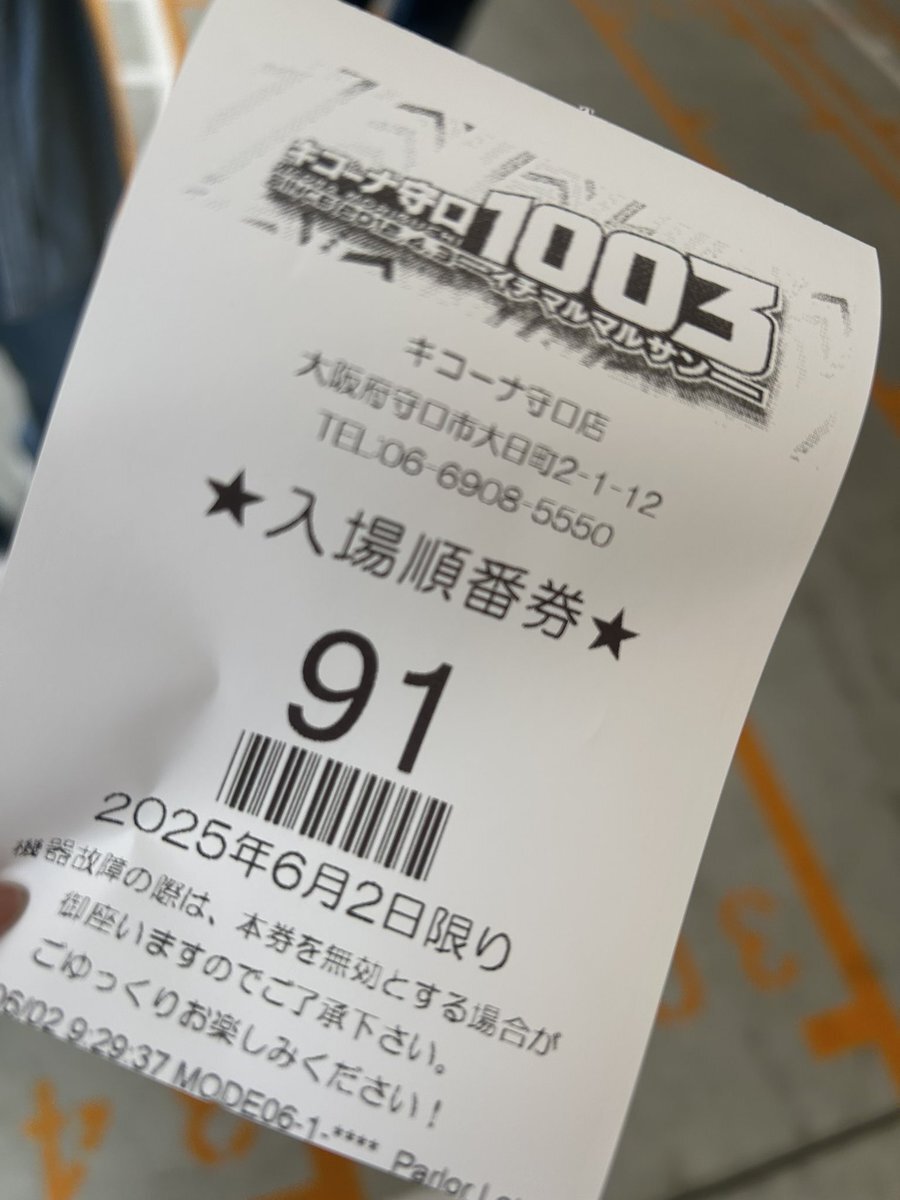 キコーナ守口1003
イチマルマルサン
キコーナ守口店
大阪府守口市大日町2-1-12
TEL:06-6908-5550
★入場順番券★
91
2025年6月2日限り
機器故障の際は、本券を無効とする場合が
御座いますのでご了承下さい。
ごゆっくりお楽しみください！
06/02 9:29:37 MODE06-1-**** Parlor